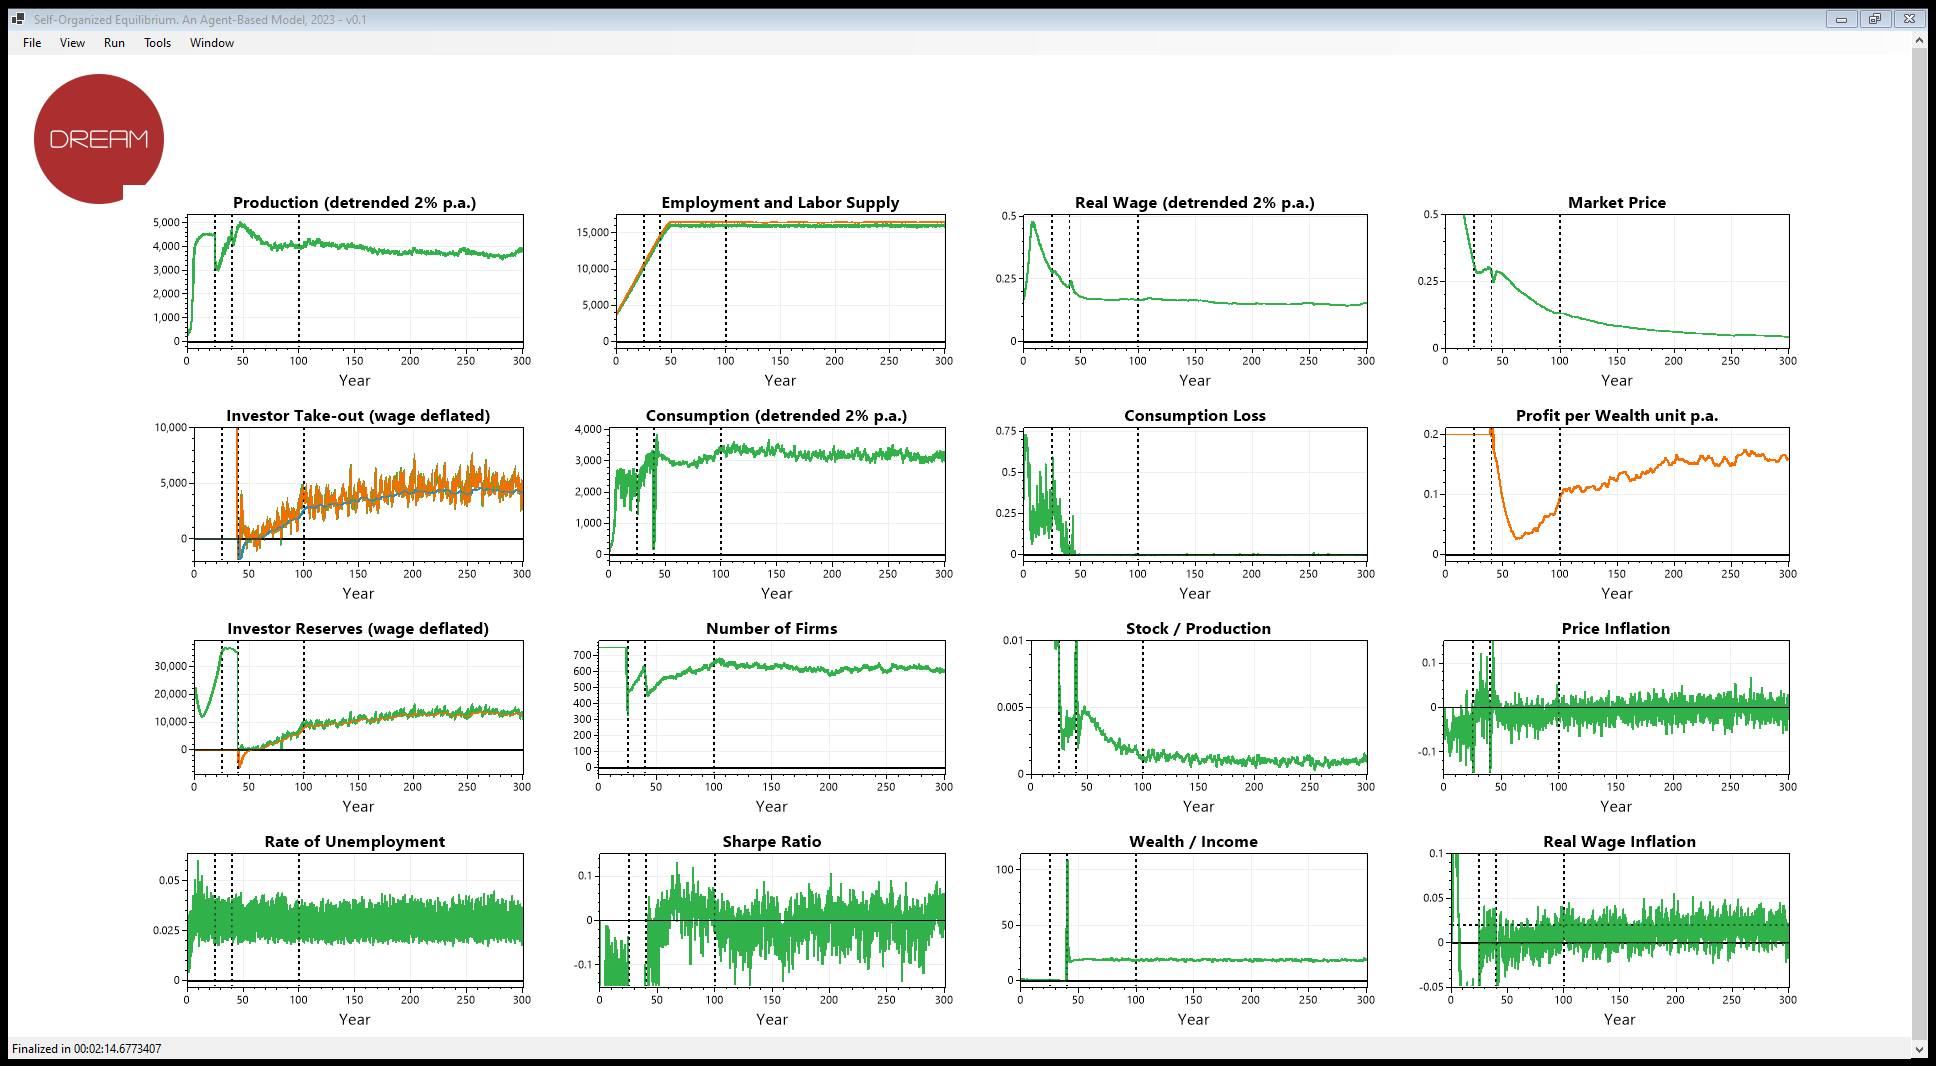 Self-Organized Equilibrium. An Agent-Based Model, 2023 - v0.1
File View Run Tools Window
DREAM
Production (detrended 2% p.a.)
5,000
4,000
3,000
2,000
1,000
0
0 50 100 150 200 250 300
Year
Employment and Labor Supply
15,000
10,000
5,000
0
0 50 100 150 200 250 300
Year
Real Wage (detrended 2% p.a.)
0.5
0.25
0
0 50 100 150 200 250 300
Year
Market Price
0.5
0.25
0
0 50 100 150 200 250 300
Year
Investor Take-out (wage deflated)
10,000
5,000
0
0 50 100 150 200 250 300
Year
Consumption (detrended 2% p.a.)
4,000
3,000
2,000
1,000
0
0 50 100 150 200 250 300
Year
Consumption Loss
0.75
0.5
0.25
0
0 50 100 150 200 250 300
Year
Profit per Wealth unit p.a.
0.2
0.1
0
0 50 100 150 200 250 300
Year
Investor Reserves (wage deflated)
30,000
20,000
10,000
0
0 50 100 150 200 250 300
Year
Number of Firms
700
600
500
400
300
200
100
0
0 50 100 150 200 250 300
Year
Stock / Production
0.01
0.005
0
0 50 100 150 200 250 300
Year
Price Inflation
0.1
0
-0.1
0 50 100 150 200 250 300
Year
Rate of Unemployment
0.05
0.025
0
0 50 100 150 200 250 300
Year
Sharpe Ratio
0.1
0
-0.1
0 50 100 150 200 250 300
Year
Wealth / Income
100
50
0
0 50 100 150 200 250 300
Year
Real Wage Inflation
0.1
0.05
0
-0.05
0 50 100 150 200 250 300
Year
Finalized in 00:02:14.6773407